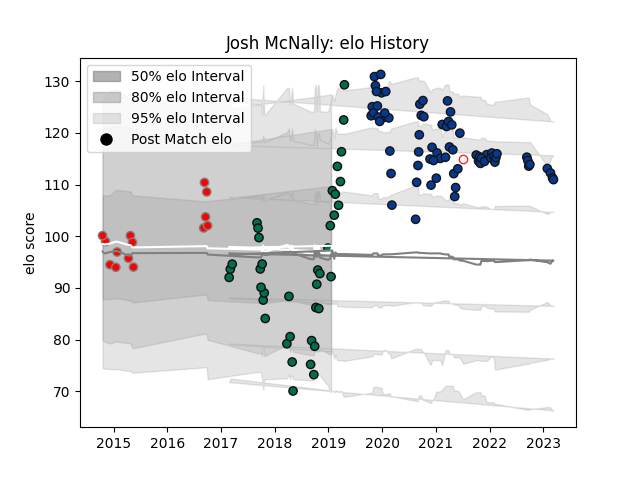 Josh McNally: elo History
50% elo Interval
80% elo Interval
95% elo Interval
Post Match elo
elo score
130
120
110
100
90
80
70
2015 2016 2017 2018 2019 2020 2021 2022 2023